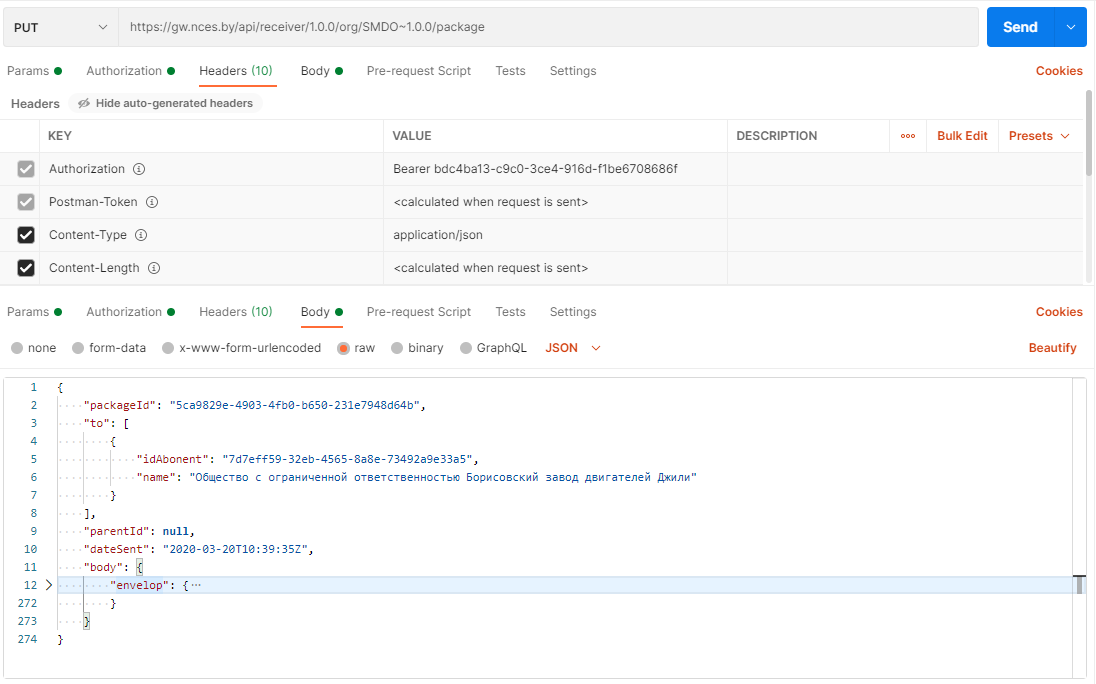 PUT https://gw.nces.by/api/receiver/1.0.0/org/SMDO~1.0.0/package Send
Params Authorization Headers (10) Body Pre-request Script Tests Settings Cookies
Headers Hide auto-generated headers
KEY VALUE DESCRIPTION ooo Bulk Edit Presets
Authorization Bearer bdc4ba13-c9c0-3ce4-916d-f1be6708686f
Postman-Token <calculated when request is sent>
Content-Type application/json
Content-Length <calculated when request is sent>
Params Authorization Headers (10) Body Pre-request Script Tests Settings Cookies
none form-data x-www-form-urlencoded raw binary GraphQL JSON Beautify
1 {
2 "packageId": "5ca9829e-4903-4fb0-b650-231e7948d64b",
3 "to": [
4 {
5 "idAbonent": "7d7eff59-32eb-4565-8a8e-73492a9e33a5",
6 "name": "Общество с ограниченной ответственностью Борисовский завод двигателей Джили"
7 }
8 ],
9 "parentId": null,
10 "dateSent": "2020-03-20T10:39:35Z",
11 "body": {
12 "envelop": { ...
272 }
273 }
274 }